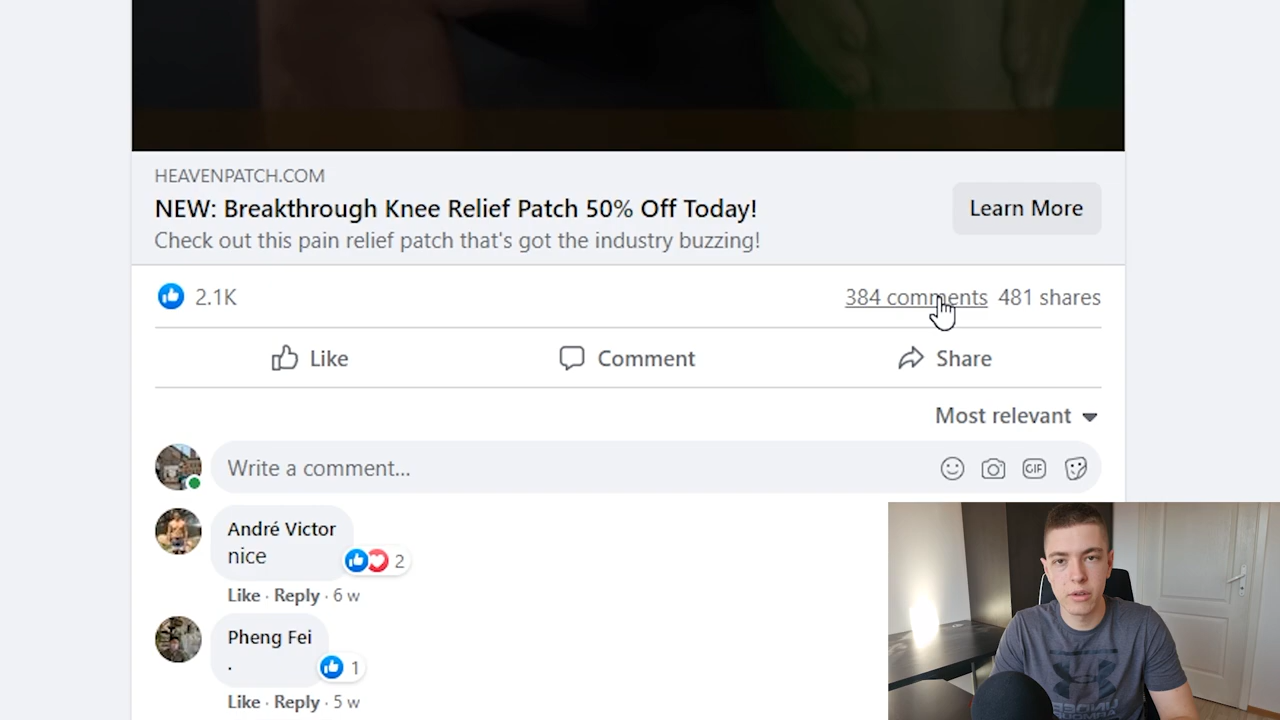 HEAVENPATCH.COM
NEW: Breakthrough Knee Relief Patch 50% Off Today!
Check out this pain relief patch that's got the industry buzzing!
Learn More
2.1K
384 comments 481 shares
Like
Comment
Share
Most relevant
Write a comment...
GIF
André Victor
nice
2
Like · Reply · 6 w
Pheng Fei
.
1
Like · Reply · 5 w
UNDER